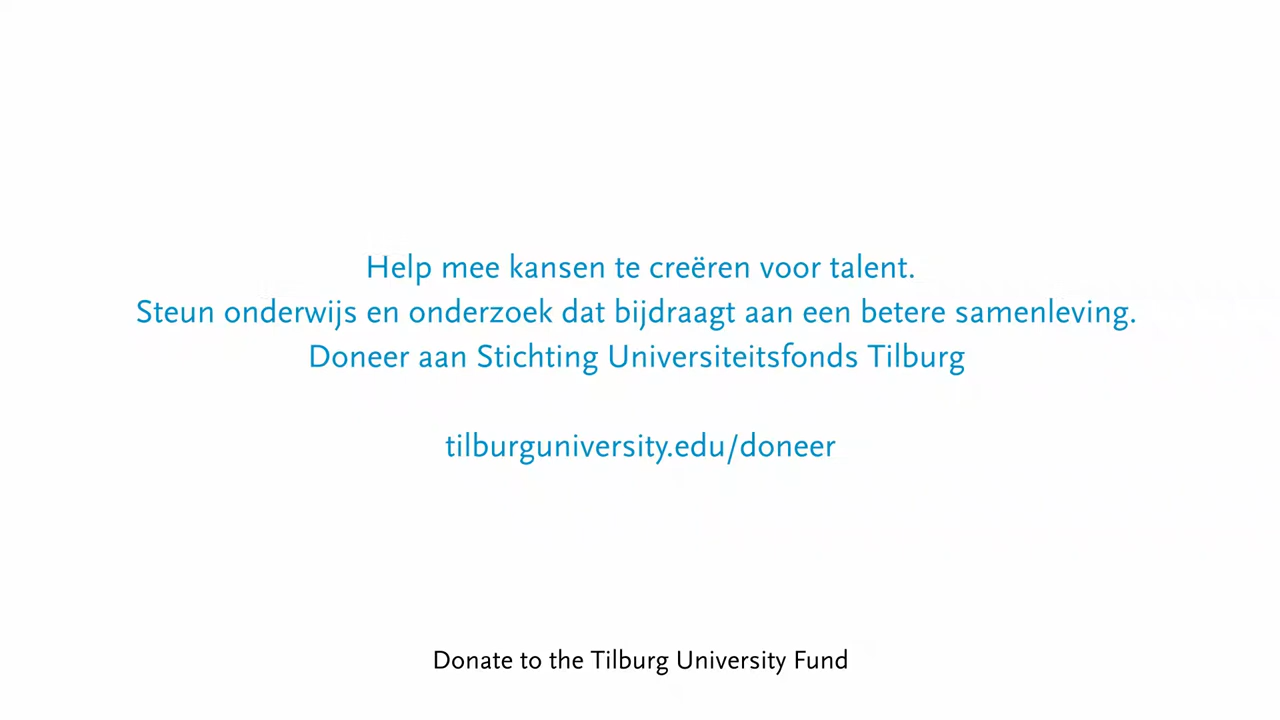 Help mee kansen te creëren voor talent.
Steun onderwijs en onderzoek dat bijdraagt aan een betere samenleving.
Doneer aan Stichting Universiteitsfonds Tilburg
tilburguniversity.edu/doneer
Donate to the Tilburg University Fund